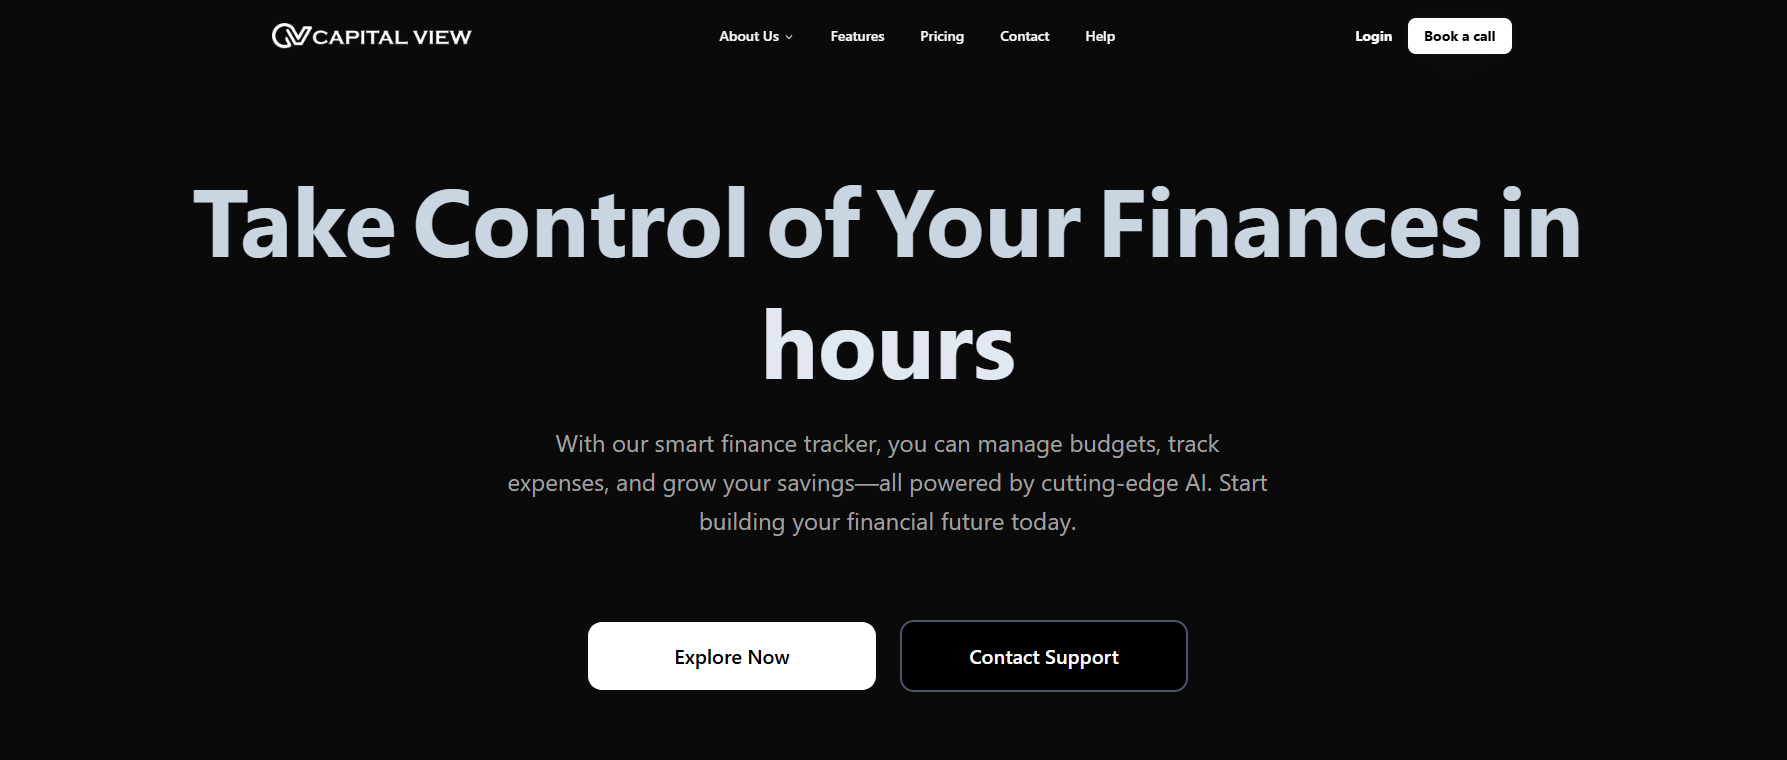 CAPITAL VIEW
About Us
Features
Pricing
Contact
Help
Login
Book a call
Take Control of Your Finances in
hours
With our smart finance tracker, you can manage budgets, track
expenses, and grow your savings—all powered by cutting-edge AI. Start
building your financial future today.
Explore Now
Contact Support